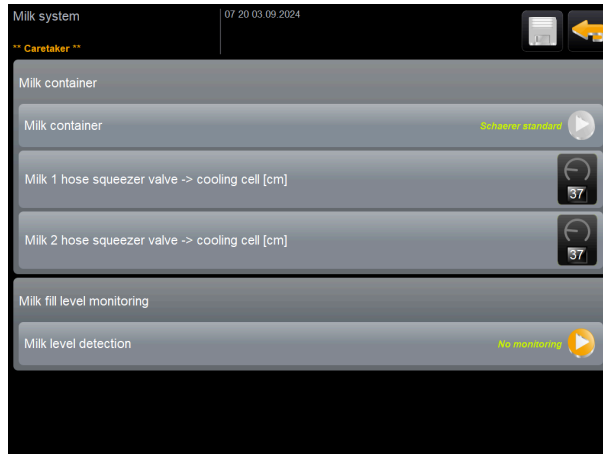 Milk system
07 20 03.09.2024
** Caretaker **
Milk container
Milk container
Schaerer standard
Milk 1 hose squeezer valve -> cooling cell [cm]
37
Milk 2 hose squeezer valve -> cooling cell [cm]
37
Milk fill level monitoring
Milk level detection
No monitoring